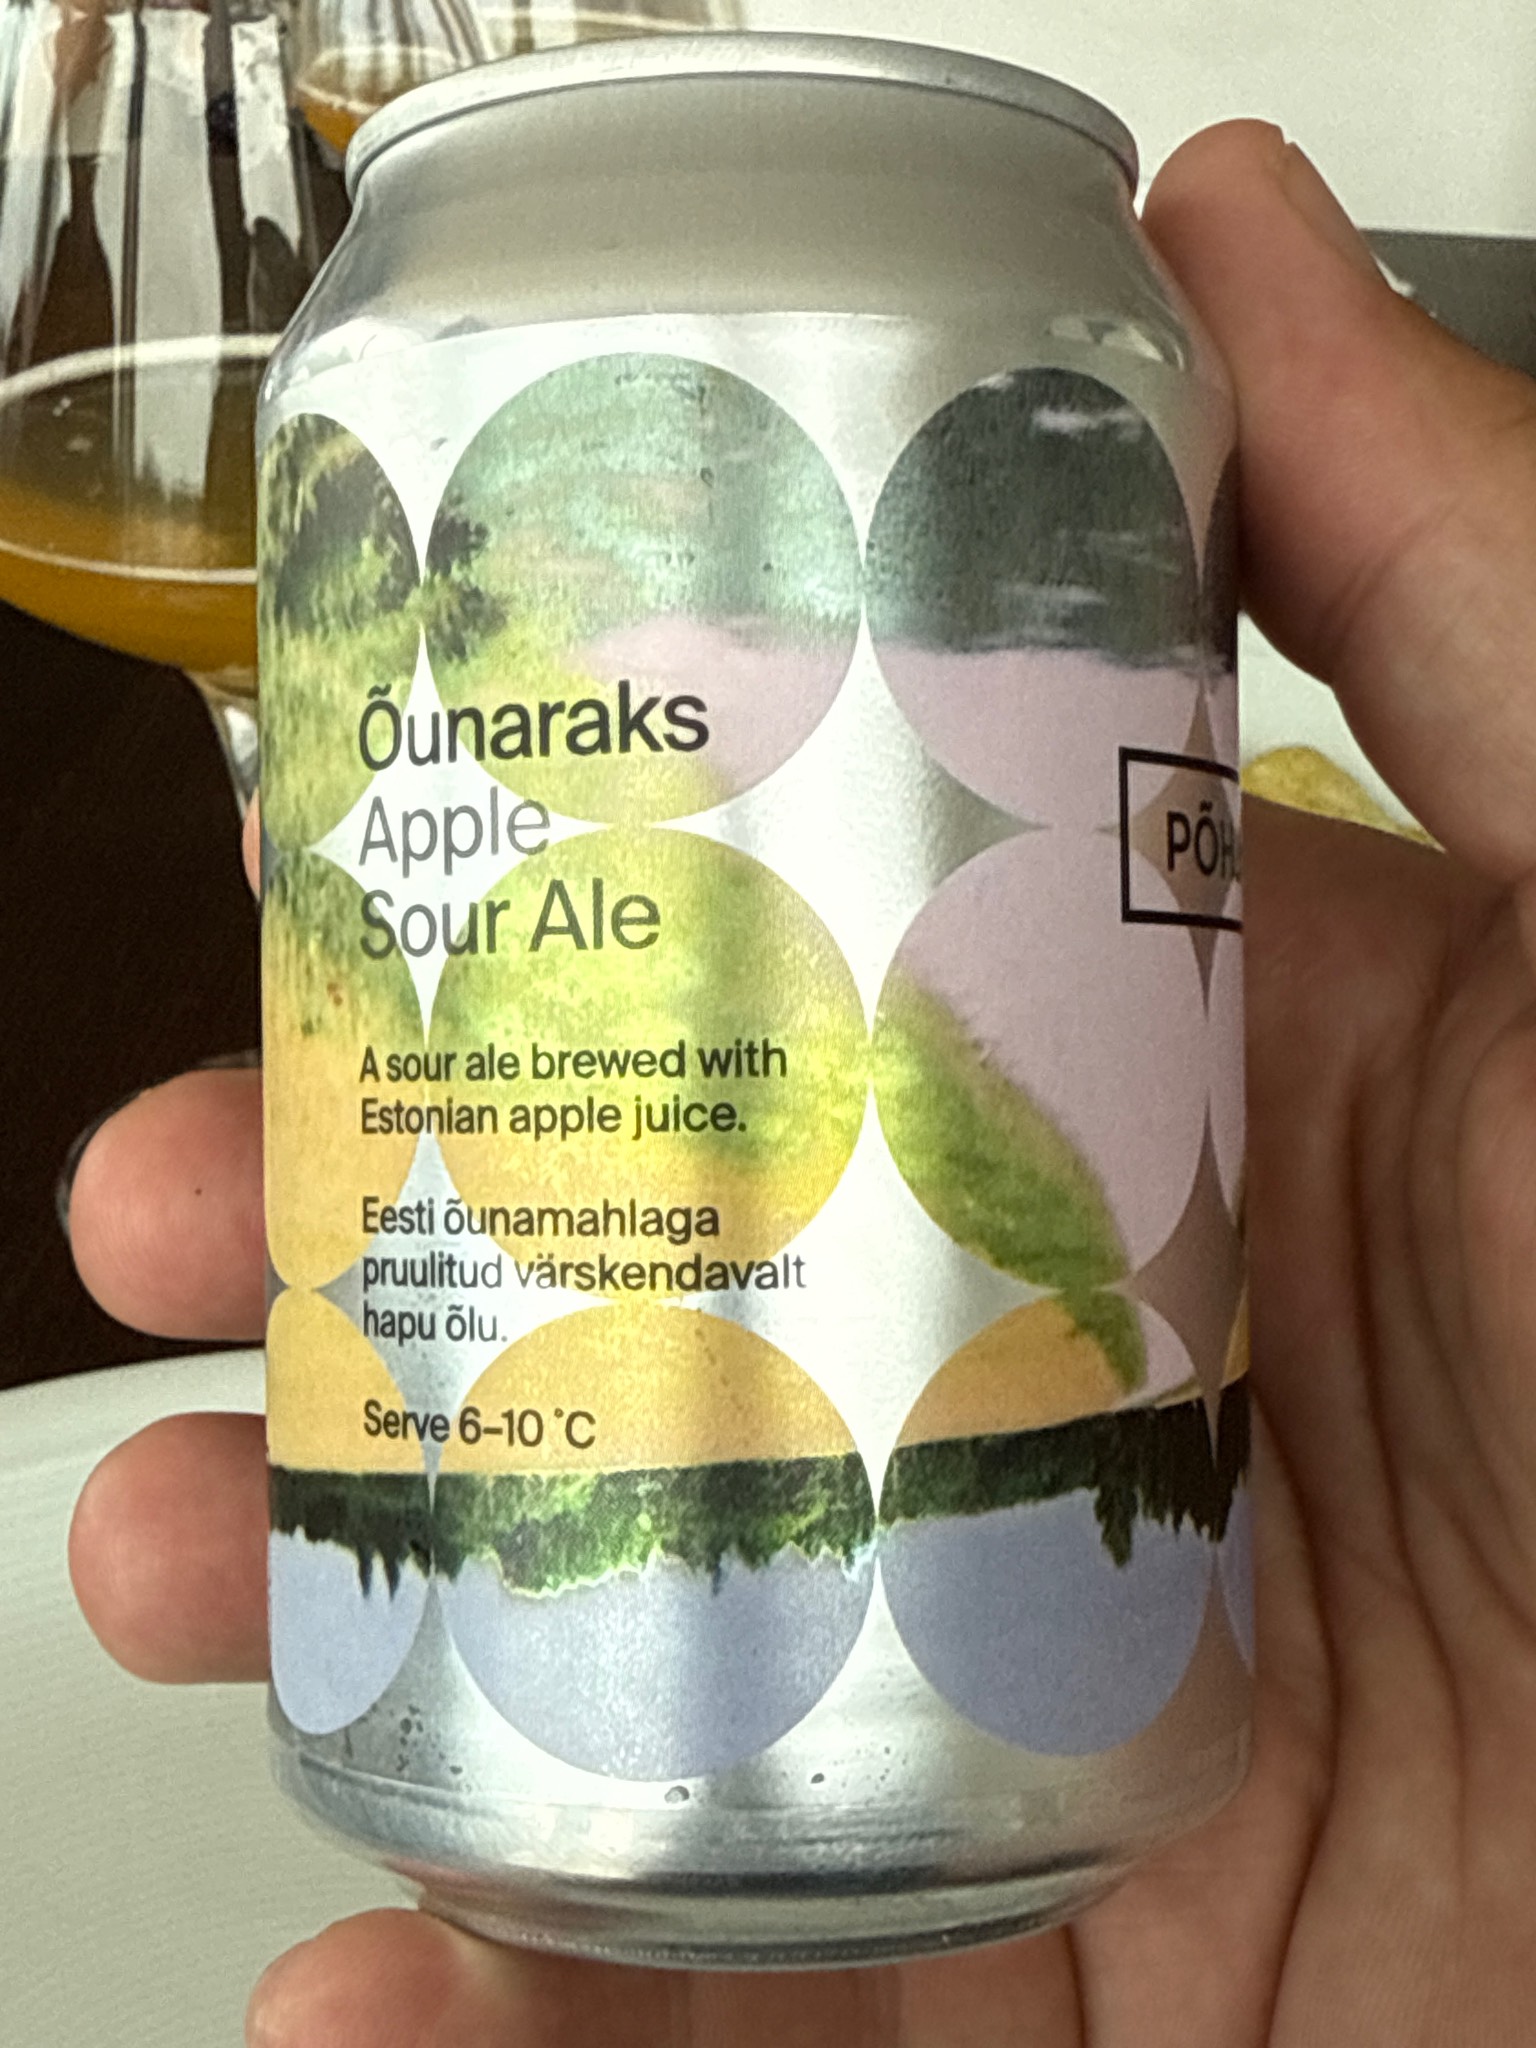 Õunaraks
Apple
Sour Ale
A sour ale brewed with
Estonian apple juice.
Eesti õunamahlaga
pruulitud värskendavalt
hapu õlu.
Serve 6–10 °C